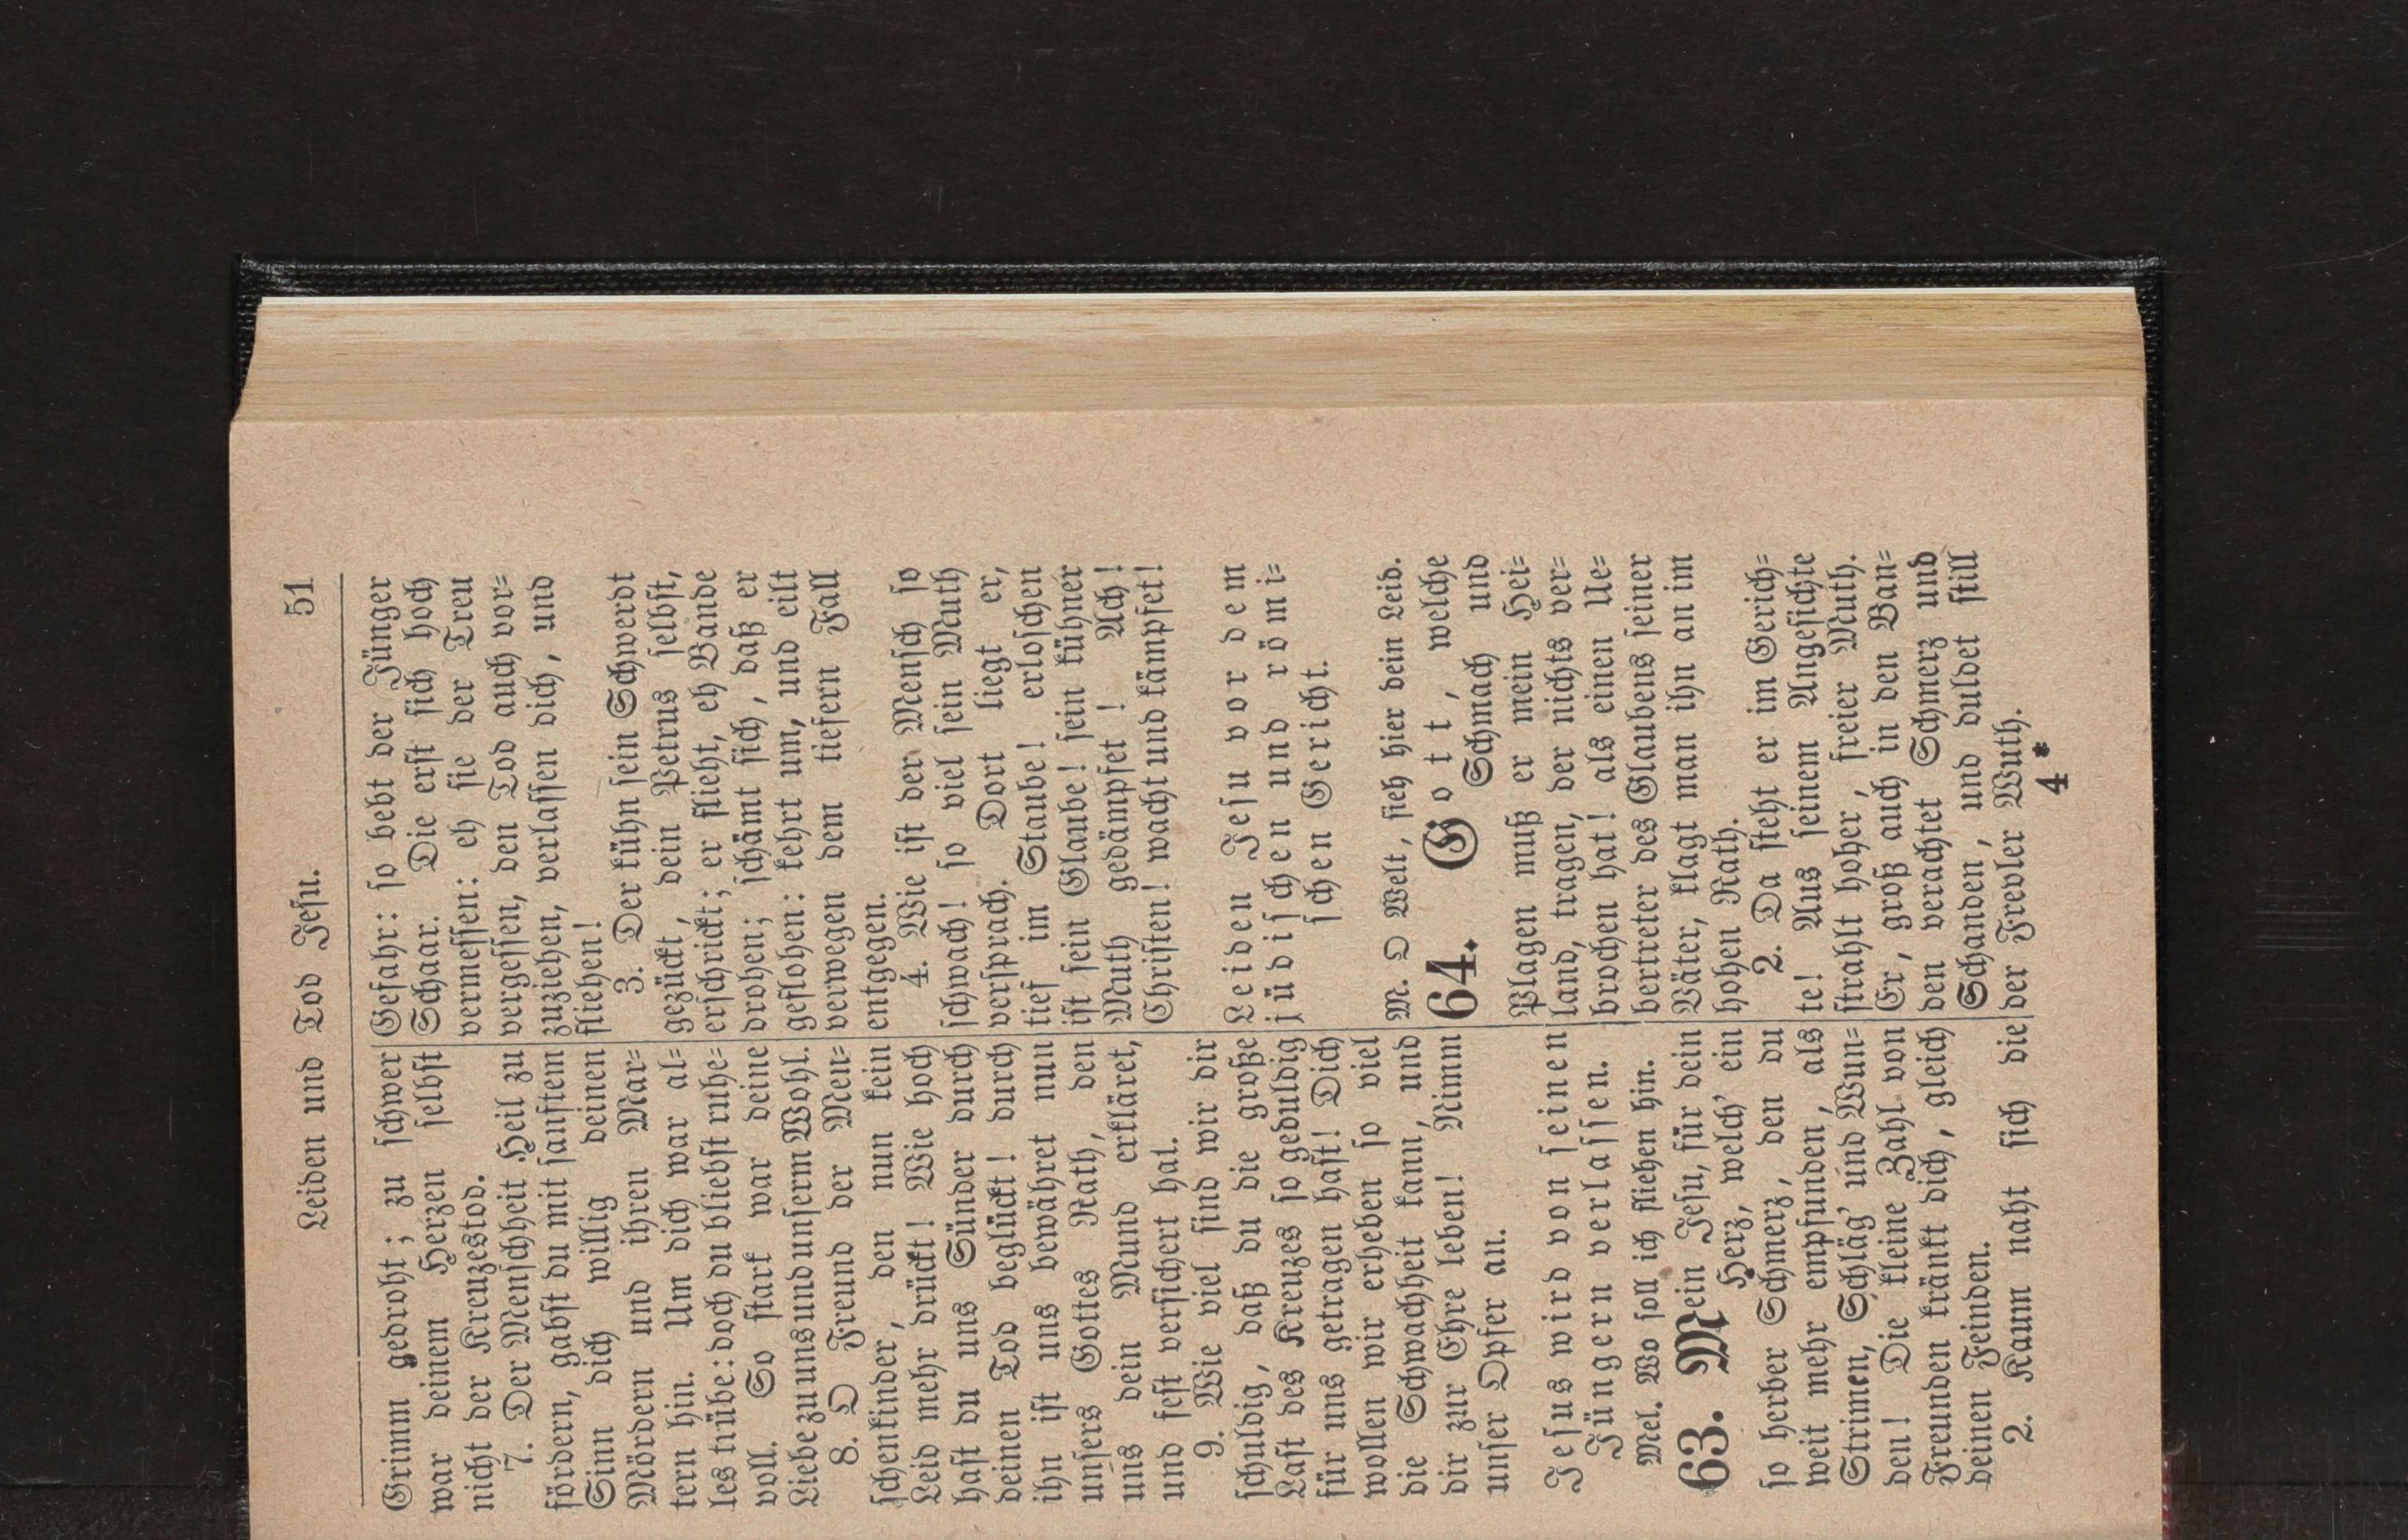 Leiden und Tod Jesu. 51
Grimm gedroht; zu schwer
war deinem Herzen selbst
nicht der Kreuzestod.
7. Der Menschheit Heil zu
fördern, gabst du mit sanftem
Sinn dich willig deinen
Mördern und ihren Mar=
tern hin. Um dich war al=
les trübe: doch du bliebst ruhe=
voll. So stark war deine
Liebe zu uns und unserm Wohl.
8. O Freund der Men=
schenkinder, den nun kein
Leid mehr drückt! Wie hoch
hast du uns Sünder durch
deinen Tod beglückt! durch
ihn ist uns bewähret nun
unsers Gottes Rath, den
uns dein Mund erkläret,
und fest versichert hat.
9. Wie viel sind wir dir
schuldig, daß du die große
Last des Kreuzes so geduldig
für uns getragen hast! Dich
wollen wir erheben so viel
die Schwachheit kann, und
dir zur Ehre leben! Nimm
unser Opfer an.
Jesus wird von seinen
Jüngern verlassen.
Mel. Wo soll ich fliehen hin.
63. Mein Jesu, für dein
Herz, welch' ein
so herber Schmerz, den du
weit mehr empfunden, als
Striemen, Schläg' und Wun=
den! Die kleine Zahl von
Freunden kränkt dich, gleich
deinen Feinden.
2. Kaum naht sich die
Gefahr: so bebt der Jünger
Schaar. Die erst sich hoch
vermessen: eh sie der Treu
vergessen, den Tod auch vor=
zuziehen, verlassen dich, und
fliehen!
3. Der kühn sein Schwerdt
gezückt, dein Petrus selbst,
erschrickt; er flieht, eh Bande
drohen; schämt sich, daß er
geflohen: kehrt um, und eilt
verwegen dem tiefern Fall
entgegen.
4. Wie ist der Mensch so
schwach! so viel sein Muth
versprach. Dort liegt er,
tief im Staube! erloschen
ist sein Glaube! sein kühner
Muth gedämpfet! Ach!
Christen! wacht und kämpfet!
Leiden Jesu vor dem
jüdischen und römi=
schen Gericht.
M. O Welt, sieh hier dein Leid.
64. Gott, welche
Schmach und
Plagen muß er mein Hei=
land, tragen, der nichts ver=
brochen hat! als einen Ue=
bertreter des Glaubens seiner
Väter, klagt man ihn an im
hohen Rath.
2. Da steht er im Gerich=
te! Aus seinem Angesichte
strahlt hoher, freier Muth.
Er, groß auch in den Ban=
den verachtet Schmerz und
Schanden, und duldet still
der Frevler Wuth.
4*